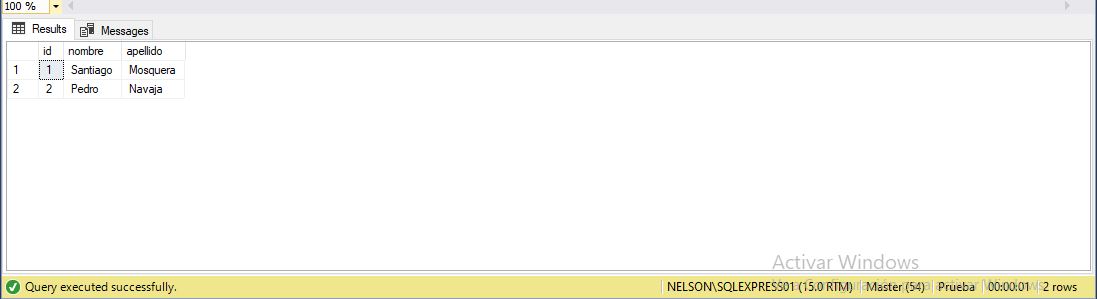 100 %
Results Messages
id nombre apellido
1 1 Santiago Mosquera
2 2 Pedro Navaja
Activar Windows
Query executed successfully. NELSON\SQLEXPRESS01 (15.0 RTM) Master (54) Prueba 00:00:01 2 rows